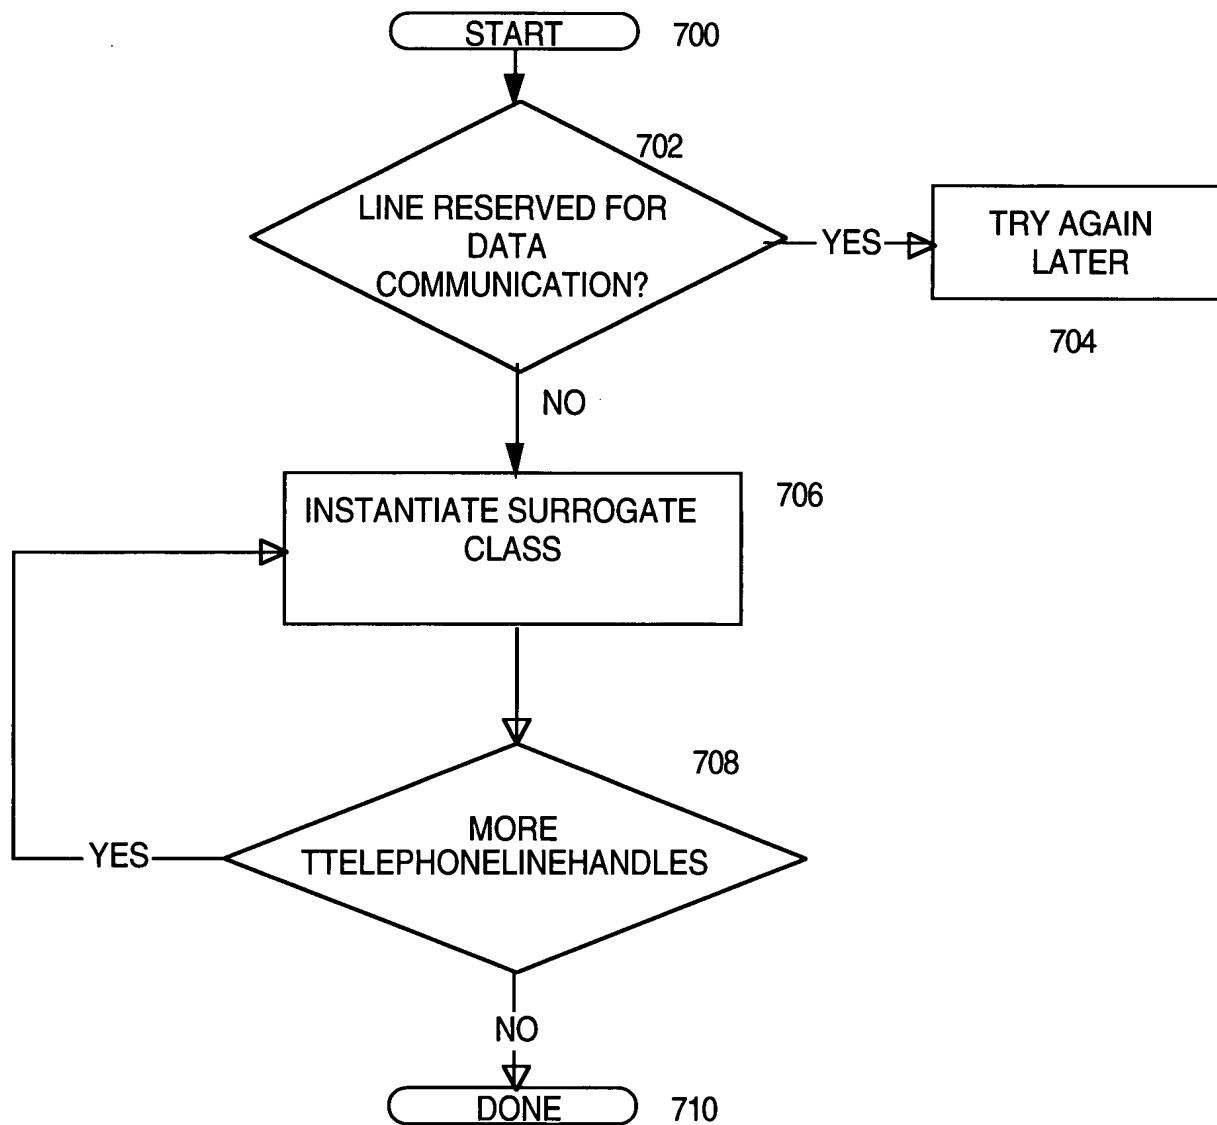 START 700
702
LINE RESERVED FOR
DATA
COMMUNICATION?
YES
TRY AGAIN
LATER
704
NO
706
INSTANTIATE SURROGATE
CLASS
708
MORE
TTELEPHONELINEHANDLES
YES
NO
DONE 710